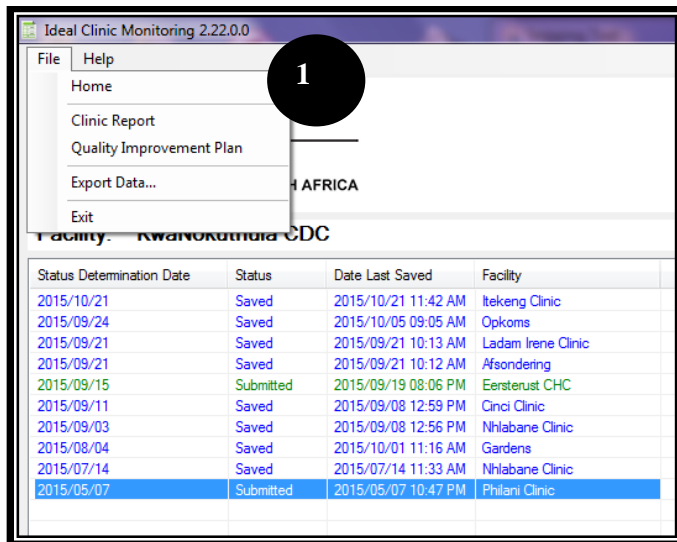 Ideal Clinic Monitoring 2.22.0.0
File Help
1
Home
Clinic Report
Quality Improvement Plan
Export Data...
H AFRICA
Exit
Facility: KwaNokuthula CDC
Status Determination Date Status Date Last Saved Facility
2015/10/21 Saved 2015/10/21 11:42 AM Itekeng Clinic
2015/09/24 Saved 2015/10/05 09:05 AM Opkoms
2015/09/21 Saved 2015/09/21 10:13 AM Ladam Irene Clinic
2015/09/21 Saved 2015/09/21 10:12 AM Afsondering
2015/09/15 Submitted 2015/09/19 08:06 PM Eersterust CHC
2015/09/11 Saved 2015/09/08 12:59 PM Cinci Clinic
2015/09/03 Saved 2015/09/08 12:56 PM Nhlabane Clinic
2015/08/04 Saved 2015/10/01 11:16 AM Gardens
2015/07/14 Saved 2015/07/14 11:33 AM Nhlabane Clinic
2015/05/07 Submitted 2015/05/07 10:47 PM Philani Clinic